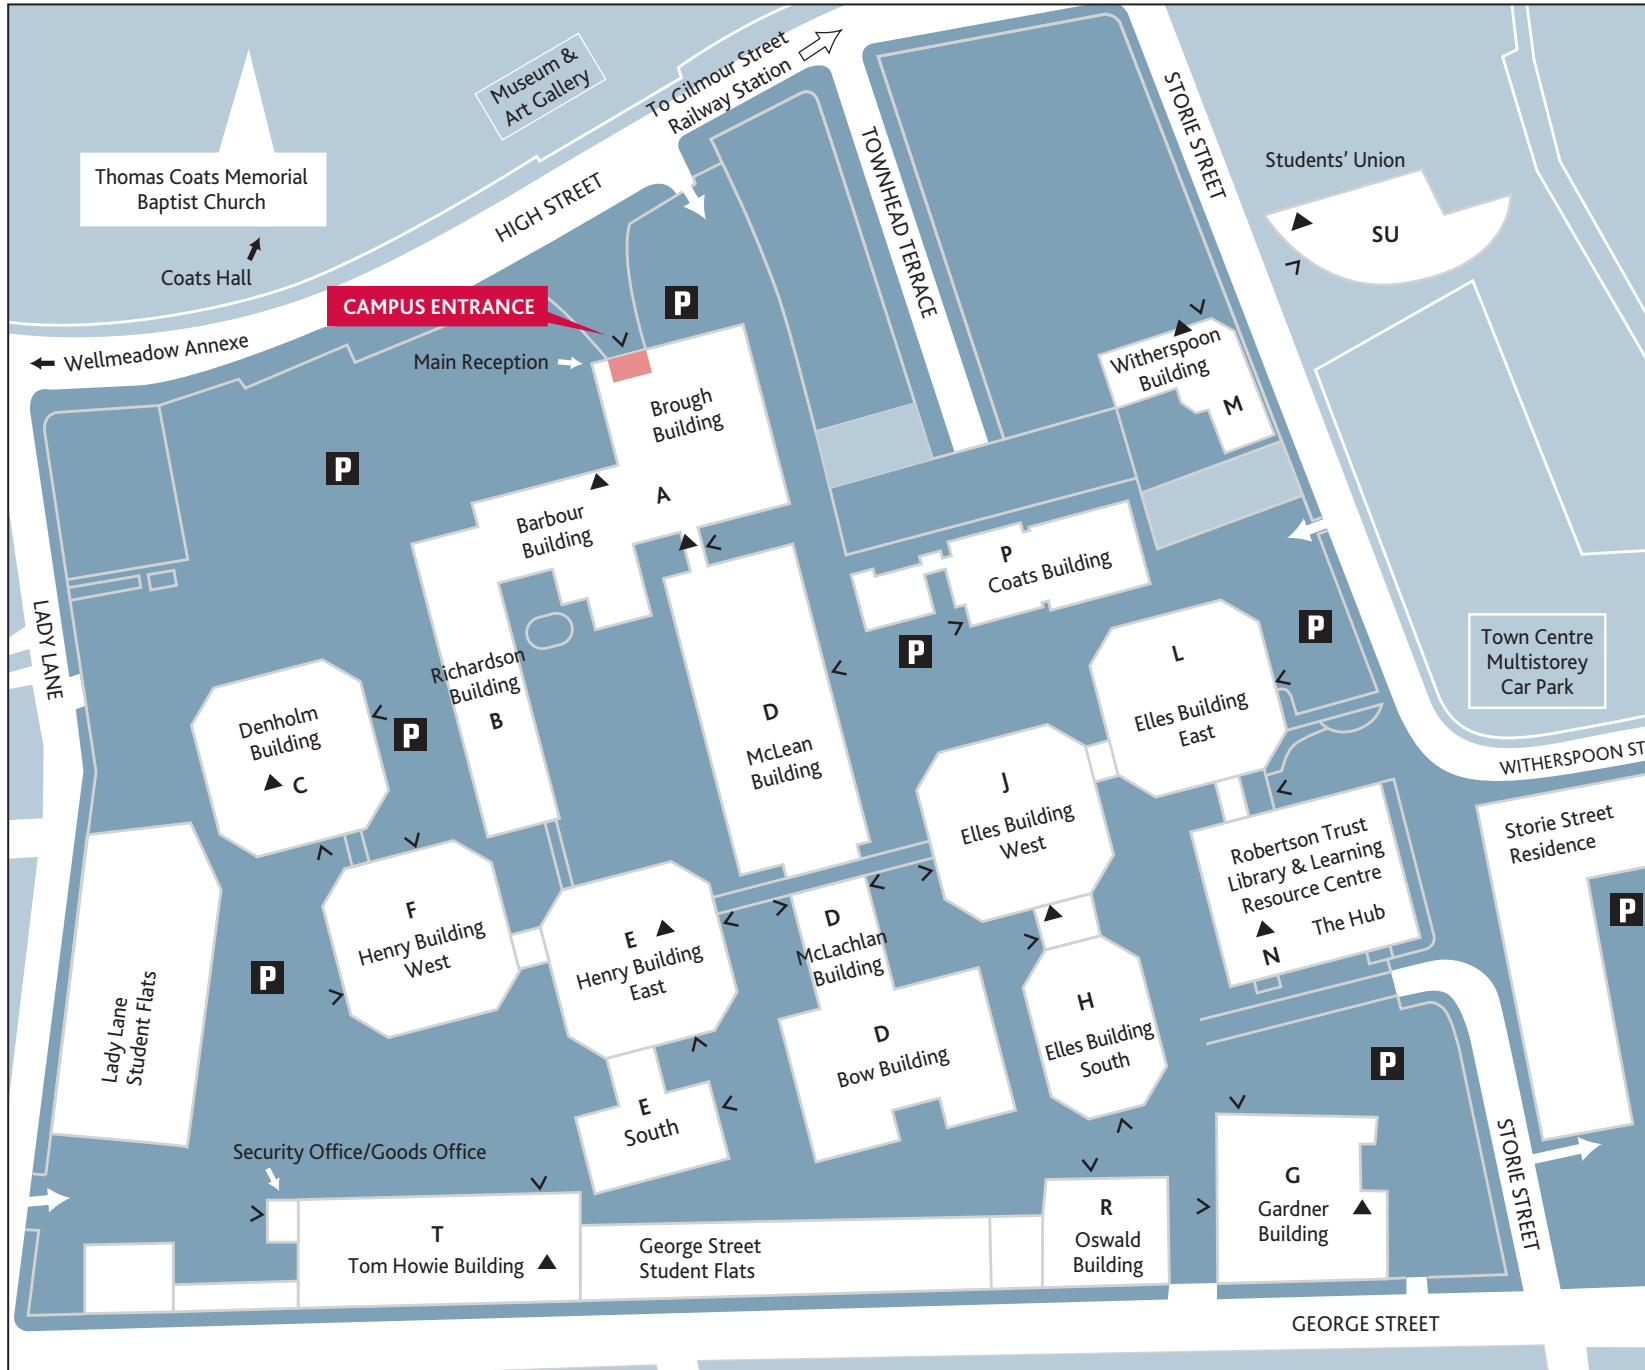 Museum &
Art Gallery
To Gilmour Street
Railway Station
STORIE STREET
Students' Union
SU
Thomas Coats Memorial
Baptist Church
Coats Hall
HIGH STREET
TOWNHEAD TERRACE
CAMPUS ENTRANCE
P
Wellmeadow Annexe
Main Reception
Witherspoon
Building
M
Brough
Building
P
A
Barbour
Building
P
Coats Building
LADY LANE
P
P
L
Elles Building
East
Town Centre
Multistorey
Car Park
Richardson
Building
B
Denholm
Building
C
P
D
McLean
Building
J
Elles Building
West
WITHERSPOON ST
Storie Street
Residence
P
Robertson Trust
Library & Learning
Resource Centre
The Hub
N
F
Henry Building
West
E
Henry Building
East
D
McLachlan
Building
P
Lady Lane
Student Flats
H
Elles Building
South
D
Bow Building
P
E
South
STORIE STREET
Security Office/Goods Office
T
Tom Howie Building
George Street
Student Flats
R
Oswald
Building
G
Gardner
Building
GEORGE STREET